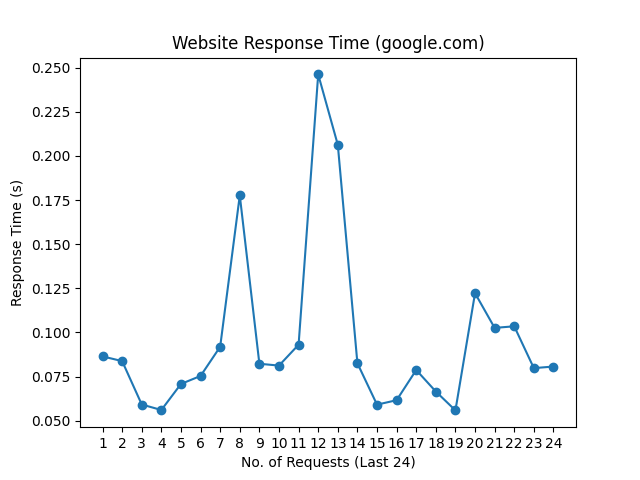 Website Response Time (google.com)
0.250
0.225
0.200
0.175
0.150
0.125
0.100
0.075
0.050
Response Time (s)
1 2 3 4 5 6 7 8 9 10 11 12 13 14 15 16 17 18 19 20 21 22 23 24
No. of Requests (Last 24)